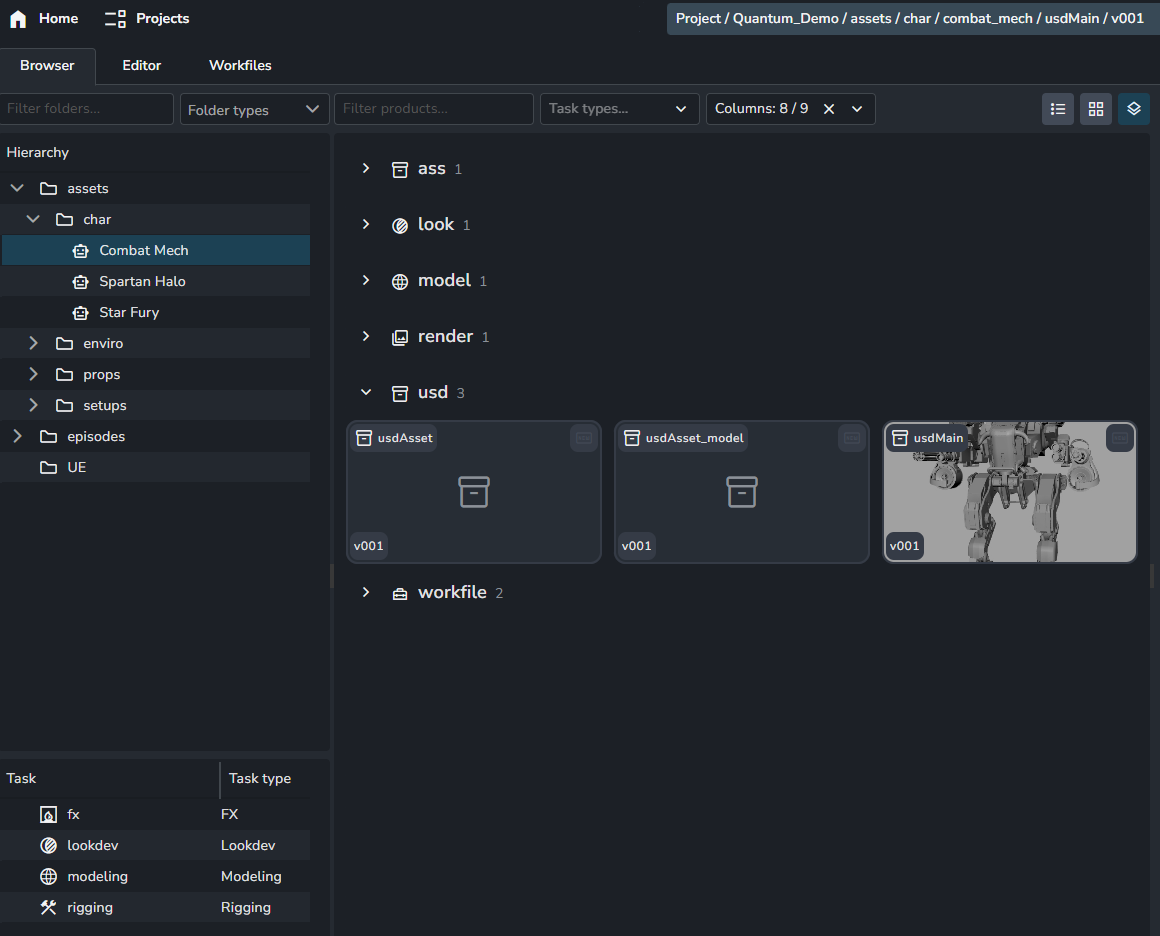 Home Projects Project / Quantum_Demo / assets / char / combat_mech / usdMain / v001
Browser Editor Workfiles
Filter folders... Folder types Filter products... Task types... Columns: 8 / 9
Hierarchy
assets
char
Combat Mech
Spartan Halo
Star Fury
enviro
props
setups
episodes
UE
ass 1
look 1
model 1
render 1
usd 3
usdAsset usdAsset_model usdMain
v001 v001 v001
workfile 2
Task Task type
fx FX
lookdev Lookdev
modeling Modeling
rigging Rigging